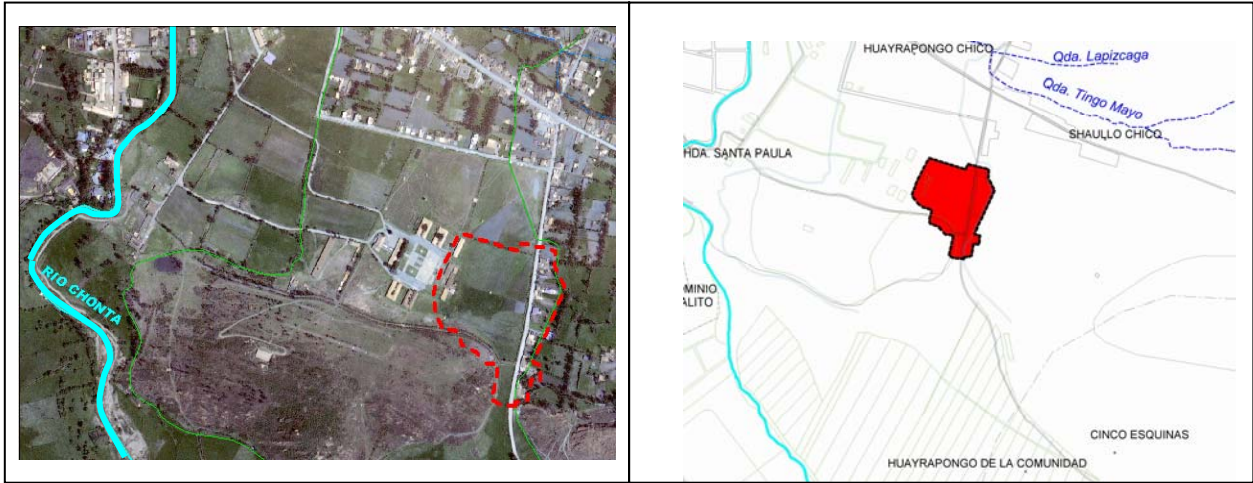 RIO CHONTA
HUAYRAPONGO CHICO
Qda. Lapizcaga
Qda. Tingo Mayo
SHAULLO CHICO
HDA. SANTA PAULA
MINIO
ALITO
CINCO ESQUINAS
HUAYRAPONGO DE LA COMUNIDAD